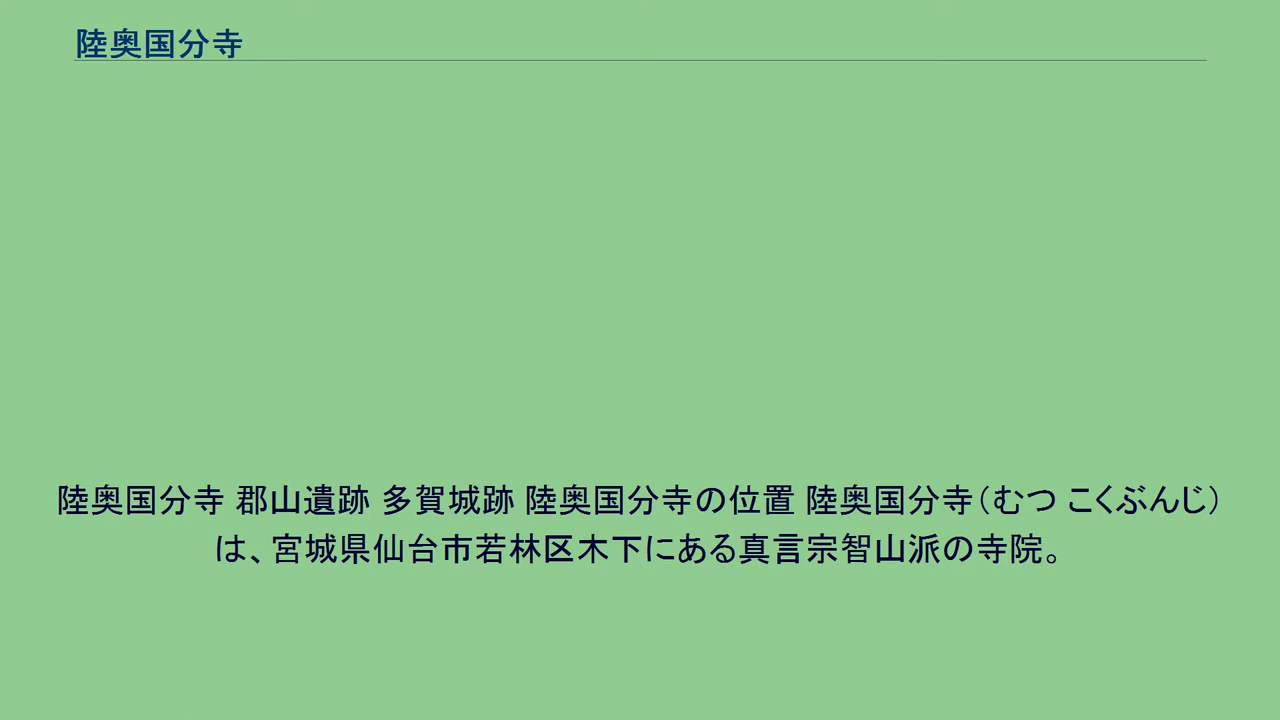 陸奥国分寺
陸奥国分寺 郡山遺跡 多賀城跡 陸奥国分寺の位置 陸奥国分寺（むつ こくぶんじ）
は、宮城県仙台市若林区木下にある真言宗智山派の寺院。